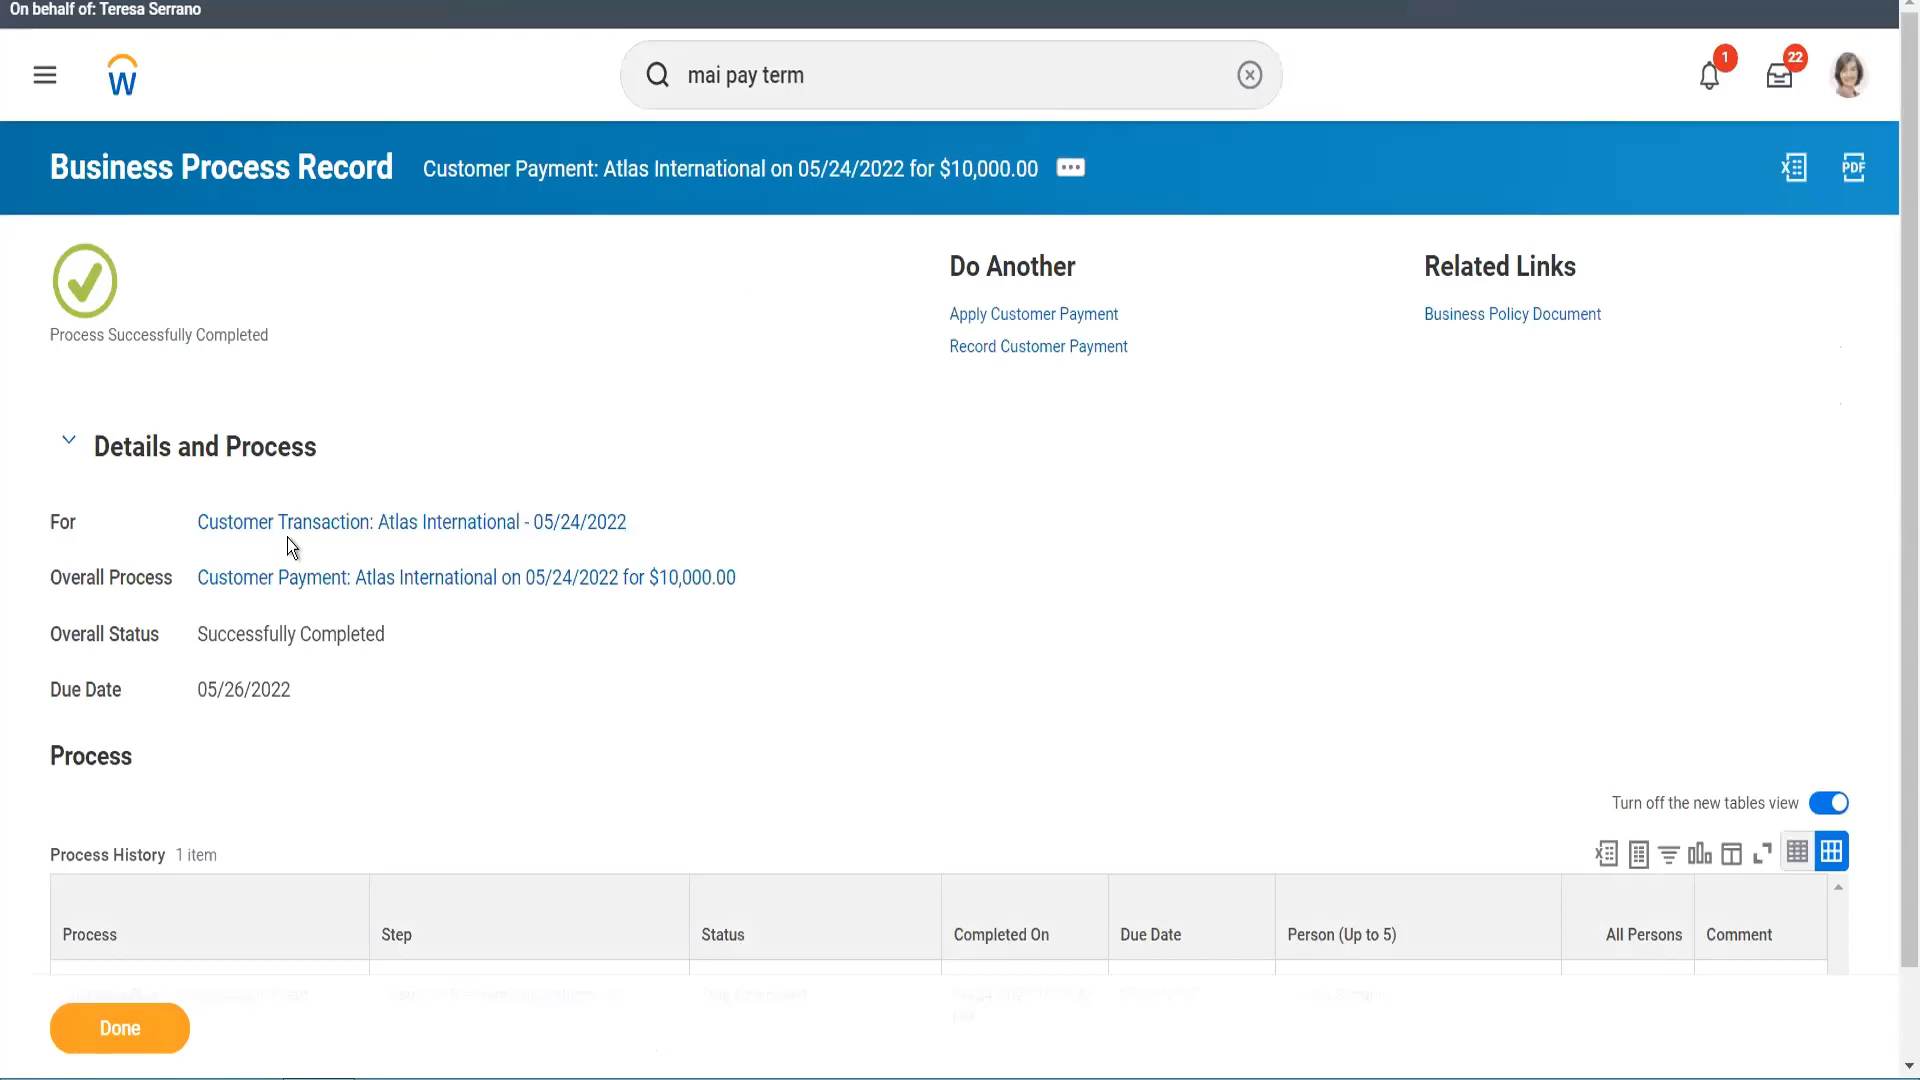 On behalf of: Teresa Serrano
W
mai pay term
1
22
Business Process Record Customer Payment: Atlas International on 05/24/2022 for $10,000.00
X
PDF
Process Successfully Completed
Do Another
Apply Customer Payment
Record Customer Payment
Related Links
Business Policy Document
Details and Process
For Customer Transaction: Atlas International - 05/24/2022
Overall Process Customer Payment: Atlas International on 05/24/2022 for $10,000.00
Overall Status Successfully Completed
Due Date 05/26/2022
Process
Turn off the new tables view
Process History 1 item
Process Step Status Completed On Due Date Person (Up to 5) All Persons Comment
Done